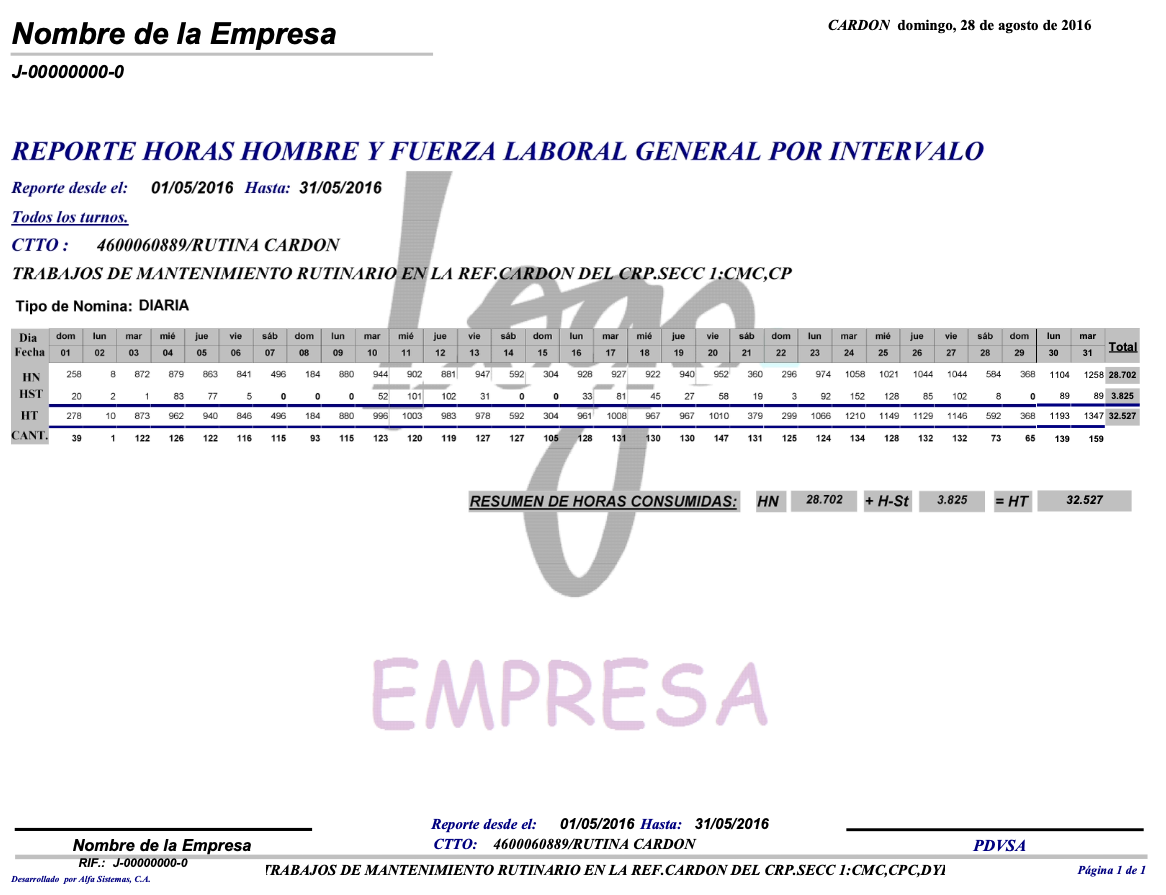 Nombre de la Empresa
CARDON domingo, 28 de agosto de 2016
J-00000000-0
REPORTE HORAS HOMBRE Y FUERZA LABORAL GENERAL POR INTERVALO
Reporte desde el: 01/05/2016 Hasta: 31/05/2016
Todos los turnos.
CTTO : 4600060889/RUTINA CARDON
TRABAJOS DE MANTENIMIENTO RUTINARIO EN LA REF.CARDON DEL CRP.SECC 1:CMC,CP
Tipo de Nomina: DIARIA
Dia dom lun mar mié jue vie sáb dom lun mar mié jue vie sáb dom lun mar mié jue vie sáb dom lun mar mié jue vie sáb dom lun mar Total
Fecha 01 02 03 04 05 06 07 08 09 10 11 12 13 14 15 16 17 18 19 20 21 22 23 24 25 26 27 28 29 30 31
HN 258 8 872 879 863 841 496 184 880 944 902 881 947 592 304 928 927 922 940 952 360 296 974 1058 1021 1044 1044 584 368 1104 1258 28.702
HST 20 2 1 83 77 5 0 0 0 52 101 102 31 0 0 33 81 45 27 58 19 3 92 152 128 85 102 8 0 89 89 3.825
HT 278 10 873 962 940 846 496 184 880 996 1003 983 978 592 304 961 1008 967 967 1010 379 299 1066 1210 1149 1129 1146 592 368 1193 1347 32.527
CANT. 39 1 122 126 122 116 115 93 115 123 120 119 127 127 105 128 131 130 130 147 131 125 124 134 128 132 132 73 65 139 159
RESUMEN DE HORAS CONSUMIDAS: HN 28.702 + H-St 3.825 = HT 32.527
Logo
EMPRESA
Reporte desde el: 01/05/2016 Hasta: 31/05/2016
Nombre de la Empresa CTTO: 4600060889/RUTINA CARDON PDVSA
RIF.: J-00000000-0
TRABAJOS DE MANTENIMIENTO RUTINARIO EN LA REF.CARDON DEL CRP.SECC 1:CMC,CPC,DYI
Página 1 de 1
Desarrollado por Alfa Sistemas, C.A.